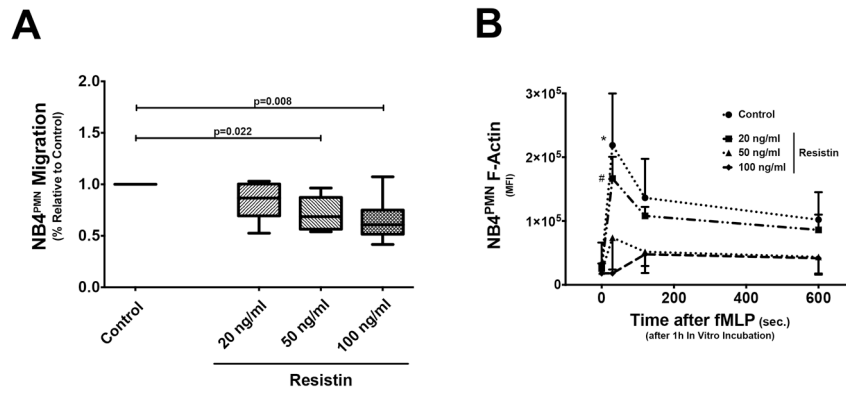 A
NB4PMN Migration
(% Relative to Control)
2.0
1.5
1.0
0.5
0.0
p=0.008
p=0.022
Control
20 ng/ml
50 ng/ml
100 ng/ml
Resistin
B
NB4PMN F-Actin
(MFI)
3×10⁵
2×10⁵
1×10⁵
0
*
#
Control
20 ng/ml
50 ng/ml
100 ng/ml
Resistin
0 200 400 600
Time after fMLP (sec.)
(after 1h In Vitro Incubation)